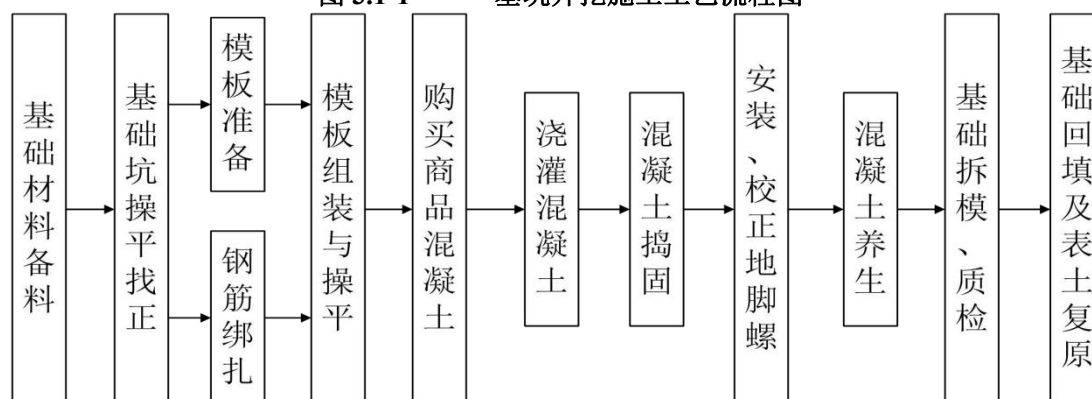 基础材料备料
基础坑操平找正
模板准备
钢筋绑扎
模板组装与操平
购买商品混凝土
浇灌混凝土
混凝土捣固
安装、校正地脚螺
混凝土养生
基础拆模、质检
基础回填及表土复原